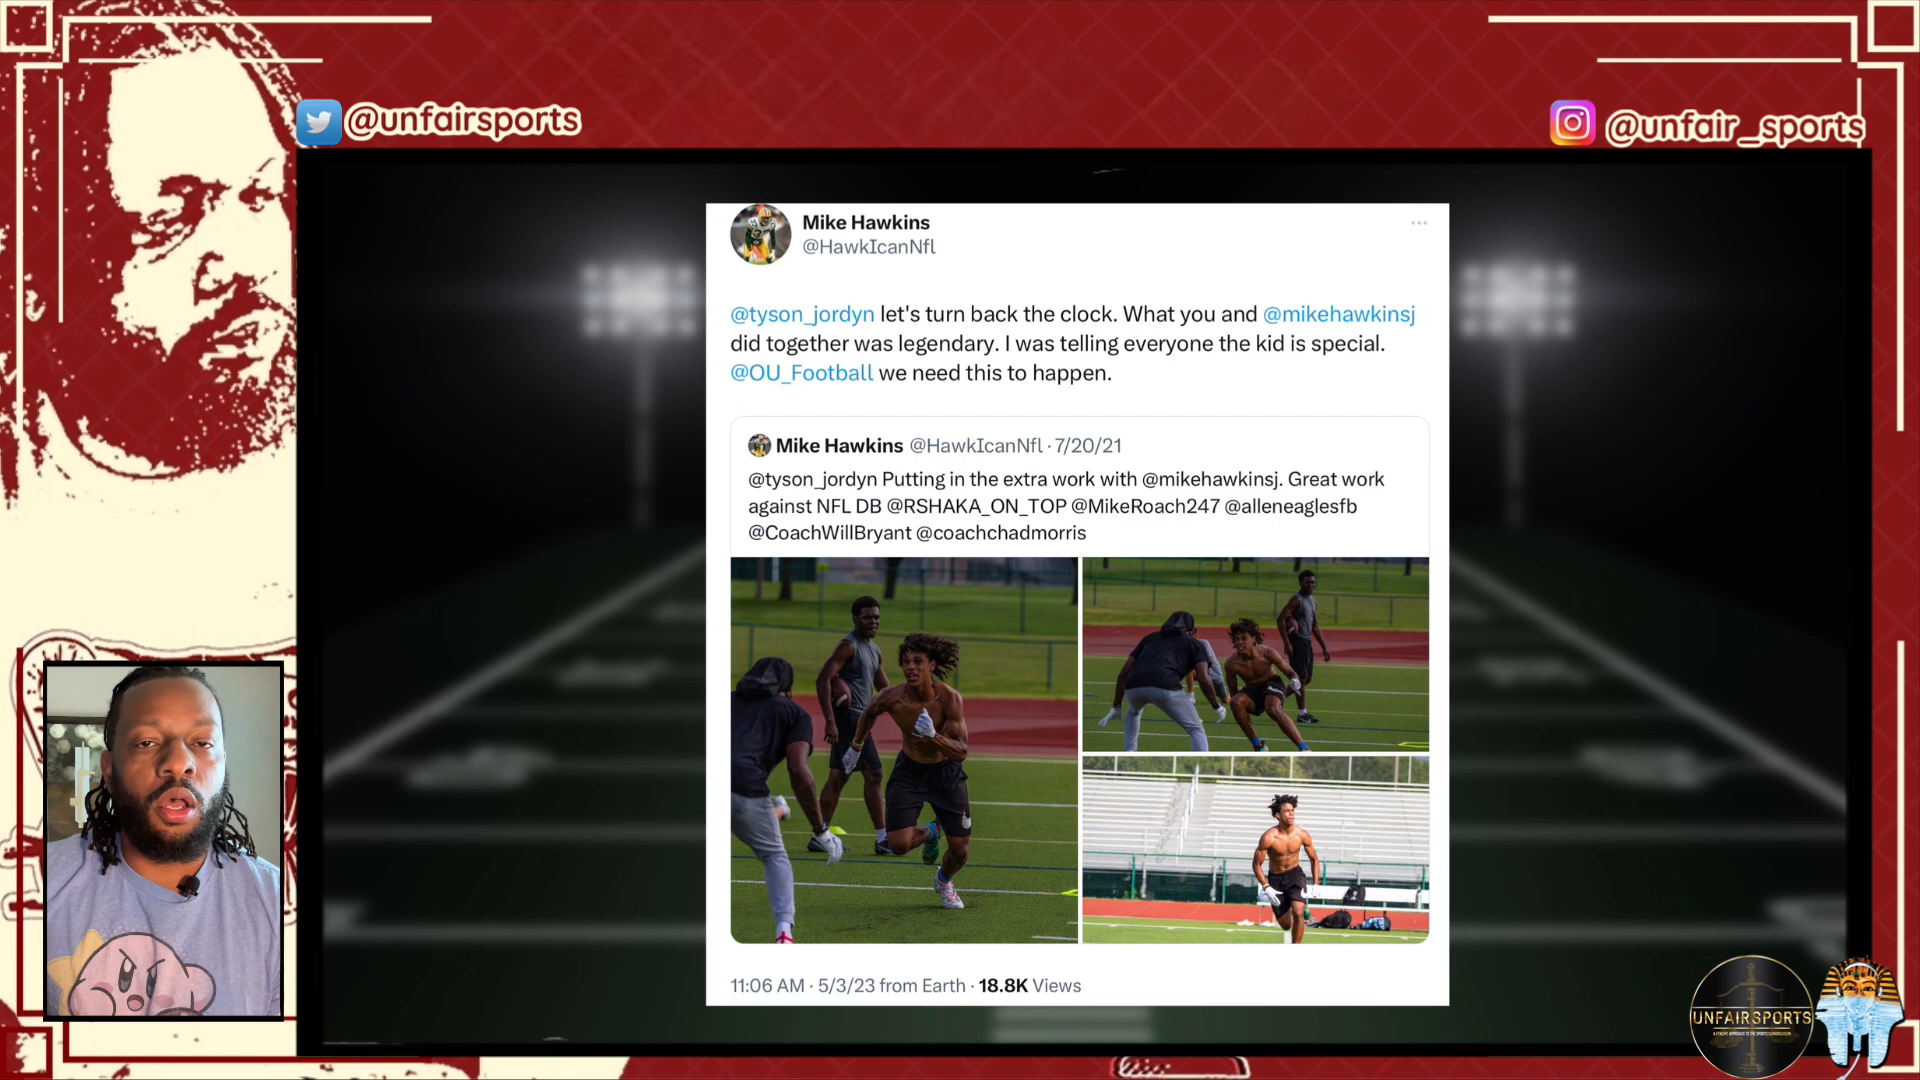 @unfairsports
@unfair_sports
Mike Hawkins
@HawkIcanNfl
@tyson_jordyn let's turn back the clock. What you and @mikehawkinsj
did together was legendary. I was telling everyone the kid is special.
@OU_Football we need this to happen.
Mike Hawkins @HawkIcanNfl · 7/20/21
@tyson_jordyn Putting in the extra work with @mikehawkinsj. Great work
against NFL DB @RSHAKA_ON_TOP @MikeRoach247 @alleneaglesfb
@CoachWillBryant @coachchadmorris
11:06 AM · 5/3/23 from Earth · 18.8K Views
UNFAIRSPORTS